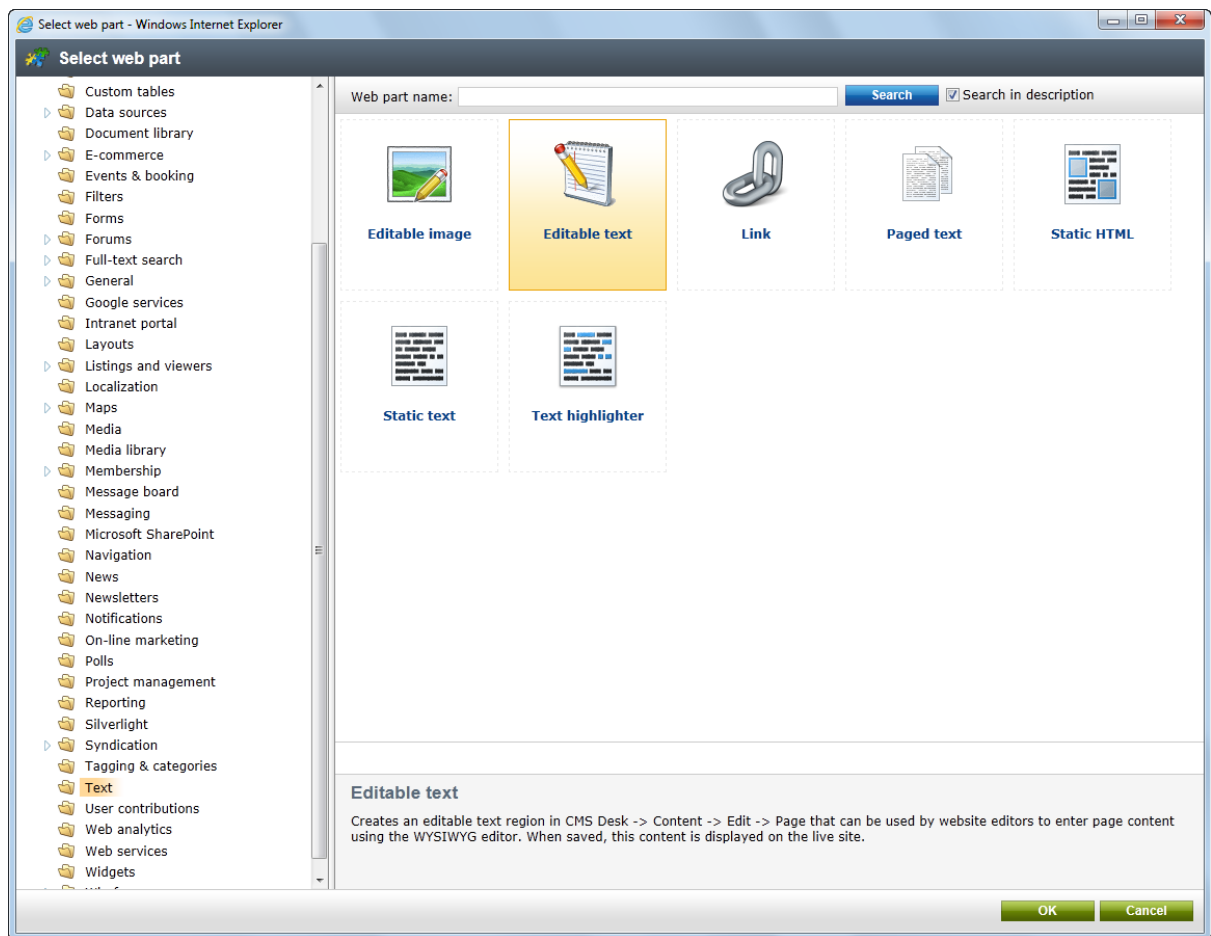 Select web part - Windows Internet Explorer
Select web part
Custom tables
Data sources
Document library
E-commerce
Events & booking
Filters
Forms
Forums
Full-text search
General
Google services
Intranet portal
Layouts
Listings and viewers
Localization
Maps
Media
Media library
Membership
Message board
Messaging
Microsoft SharePoint
Navigation
News
Newsletters
Notifications
On-line marketing
Polls
Project management
Reporting
Silverlight
Syndication
Tagging & categories
Text
User contributions
Web analytics
Web services
Widgets
Web part name:
Search
Search in description
Editable image
Editable text
Link
Paged text
Static HTML
Static text
Text highlighter
Editable text
Creates an editable text region in CMS Desk -> Content -> Edit -> Page that can be used by website editors to enter page content
using the WYSIWYG editor. When saved, this content is displayed on the live site.
OK
Cancel